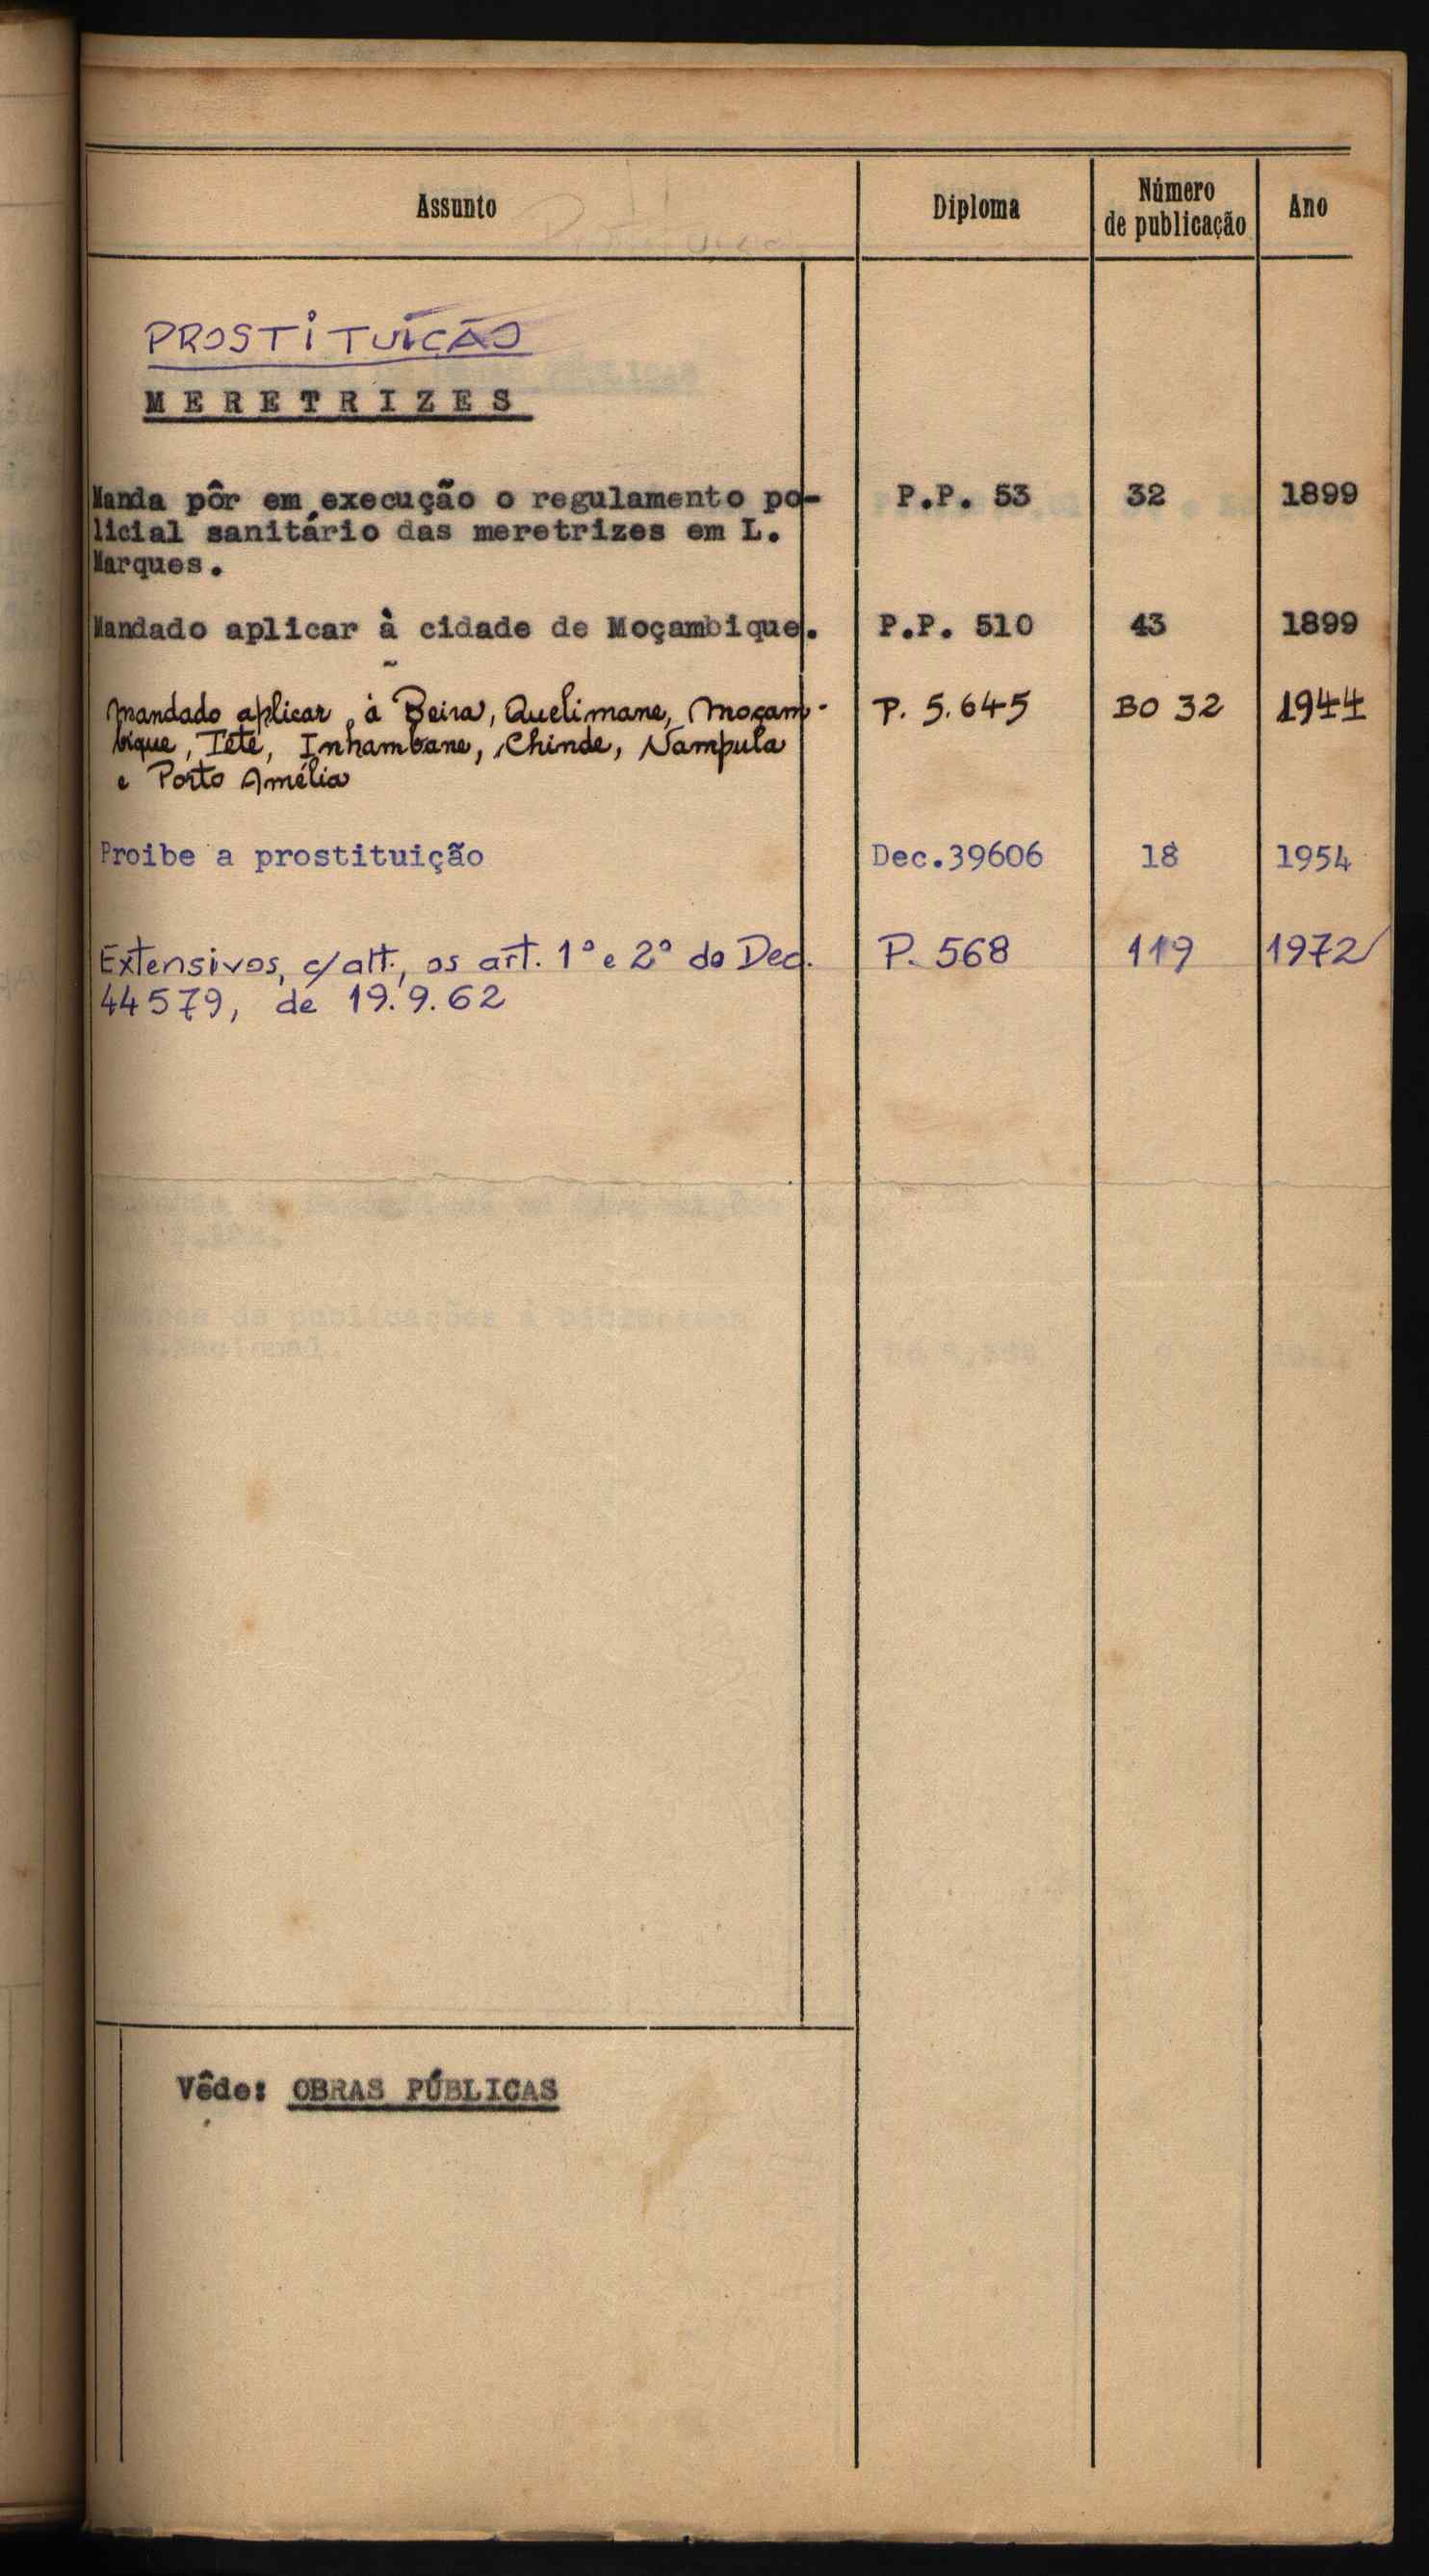 Assunto Diploma Número de publicação Ano
PROSTITUIÇÃO
MERETRIZES
Manda pôr em execução o regulamento po- P.P. 53 32 1899
licial sanitário das meretrizes em L.
Marques.
Mandado aplicar à cidade de Moçambique. P.P. 510 43 1899
Mandado aplicar à Beira, Quelimane, Moçam- P. 5.645 BO 32 1944
bique, Tete, Inhambane, Chinde, Nampula
e Porto Amélia
Proibe a prostituição Dec.39606 18 1954
Extensivos, c/alt., os art. 1º e 2º do Dec. P. 568 119 1972
44579, de 19.9.62
Vêde: OBRAS PÚBLICAS